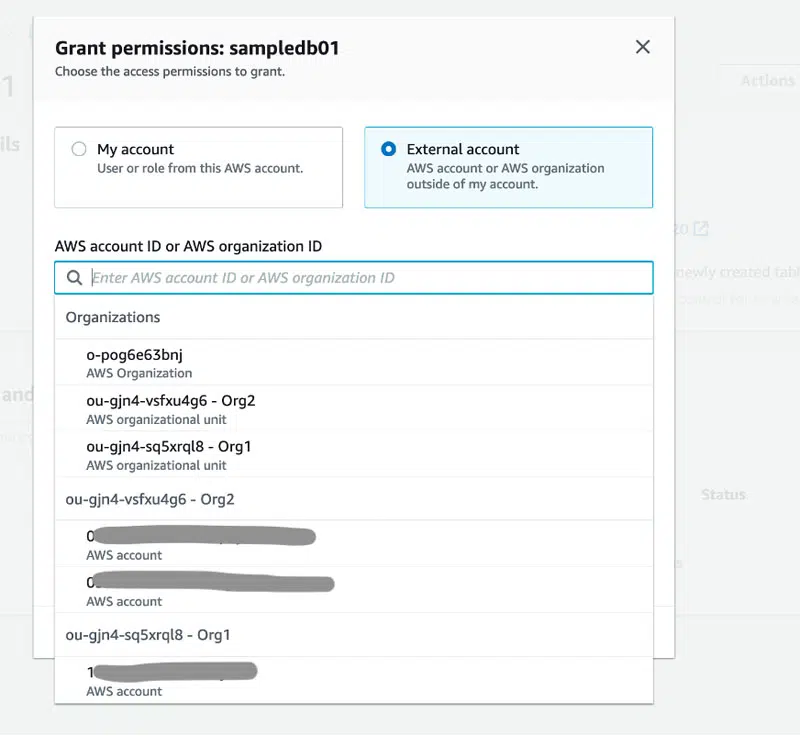 Grant permissions: sampledb01
Choose the access permissions to grant.
Actions
1
ils
My account
User or role from this AWS account.
External account
AWS account or AWS organization
outside of my account.
AWS account ID or AWS organization ID
Enter AWS account ID or AWS organization ID
newly created tabl
Organizations
o-pog6e63bnj
AWS Organization
and
ou-gjn4-vsfxu4g6 - Org2
AWS organizational unit
ou-gjn4-sq5xrql8 - Org1
AWS organizational unit
ou-gjn4-vsfxu4g6 - Org2
Status
0
AWS account
0
AWS account
ou-gjn4-sq5xrql8 - Org1
1
AWS account